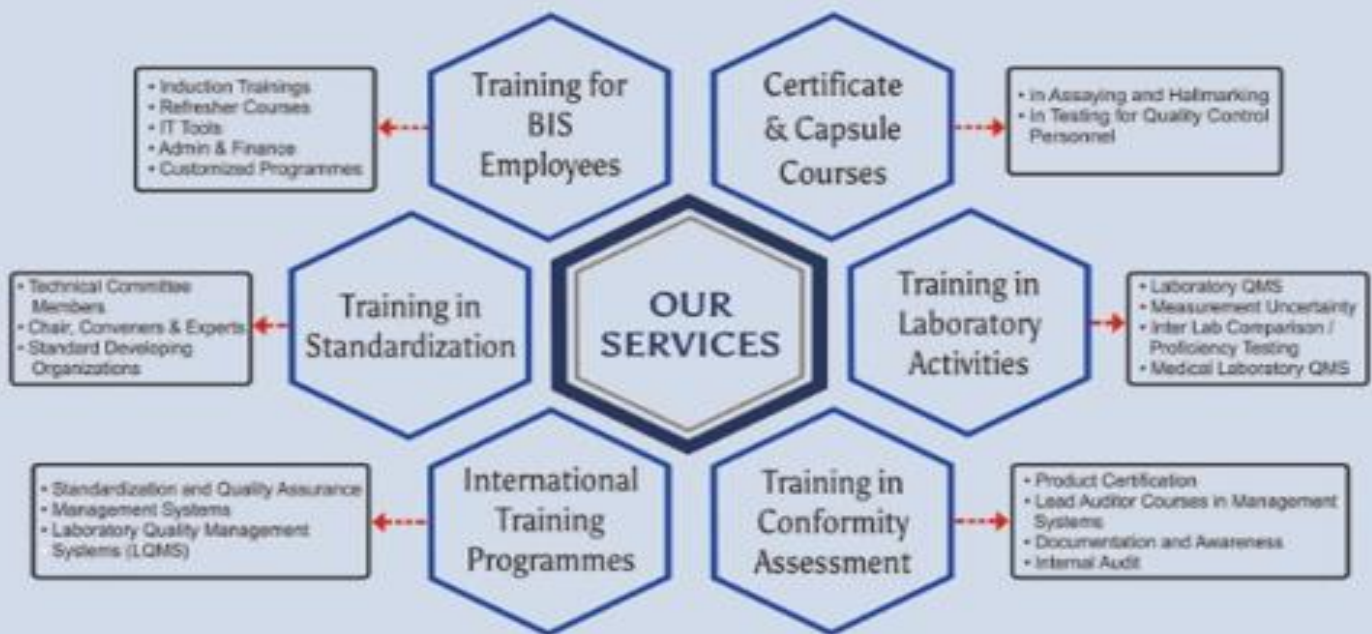 • Induction Trainings
• Refresher Courses
• IT Tools
• Admin & Finance
• Customized Programmes
Training for
BIS
Employees
Certificate
& Capsule
Courses
• in Assaying and Hallmarking
• In Testing for Quality Control
Personnel
• Technical Committee
Members
• Chair, Conveners & Experts
• Standard Developing
Organizations
Training in
Standardization
OUR
SERVICES
Training in
Laboratory
Activities
• Laboratory QMS
• Measurement Uncertainty
• Inter Lab Comparison /
Proficiency Testing
• Medical Laboratory QMS
• Standardization and Quality Assurance
• Management Systems
• Laboratory Quality Management
Systems (LQMS)
International
Training
Programmes
Training in
Conformity
Assessment
• Product Certification
• Lead Auditor Courses in Management
Systems
• Documentation and Awareness
• Internal Audit